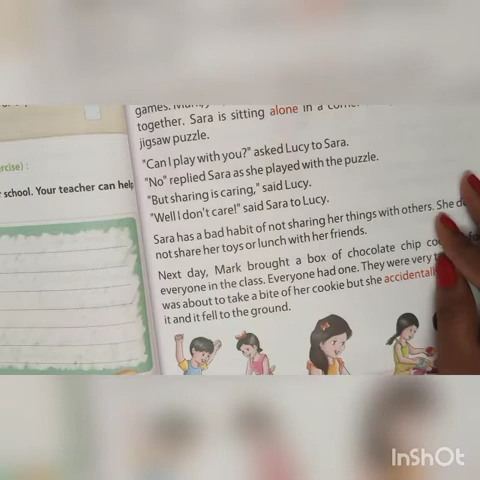 games.
together. Sara is sitting alone in a
jigsaw puzzle.
"Can I play with you?" asked Lucy to Sara.
"No" replied Sara as she played with the puzzle.
"But sharing is caring," said Lucy.
"Well I don't care!" said Sara to Lucy.
Sara has a bad habit of not sharing her things with others. She
not share her toys or lunch with her friends.
Next day, Mark brought a box of chocolate chip
everyone in the class. Everyone had one. They were very
was about to take a bite of her cookie but she accidentally
it and it fell to the ground.
school. Your teacher can help
InShOt